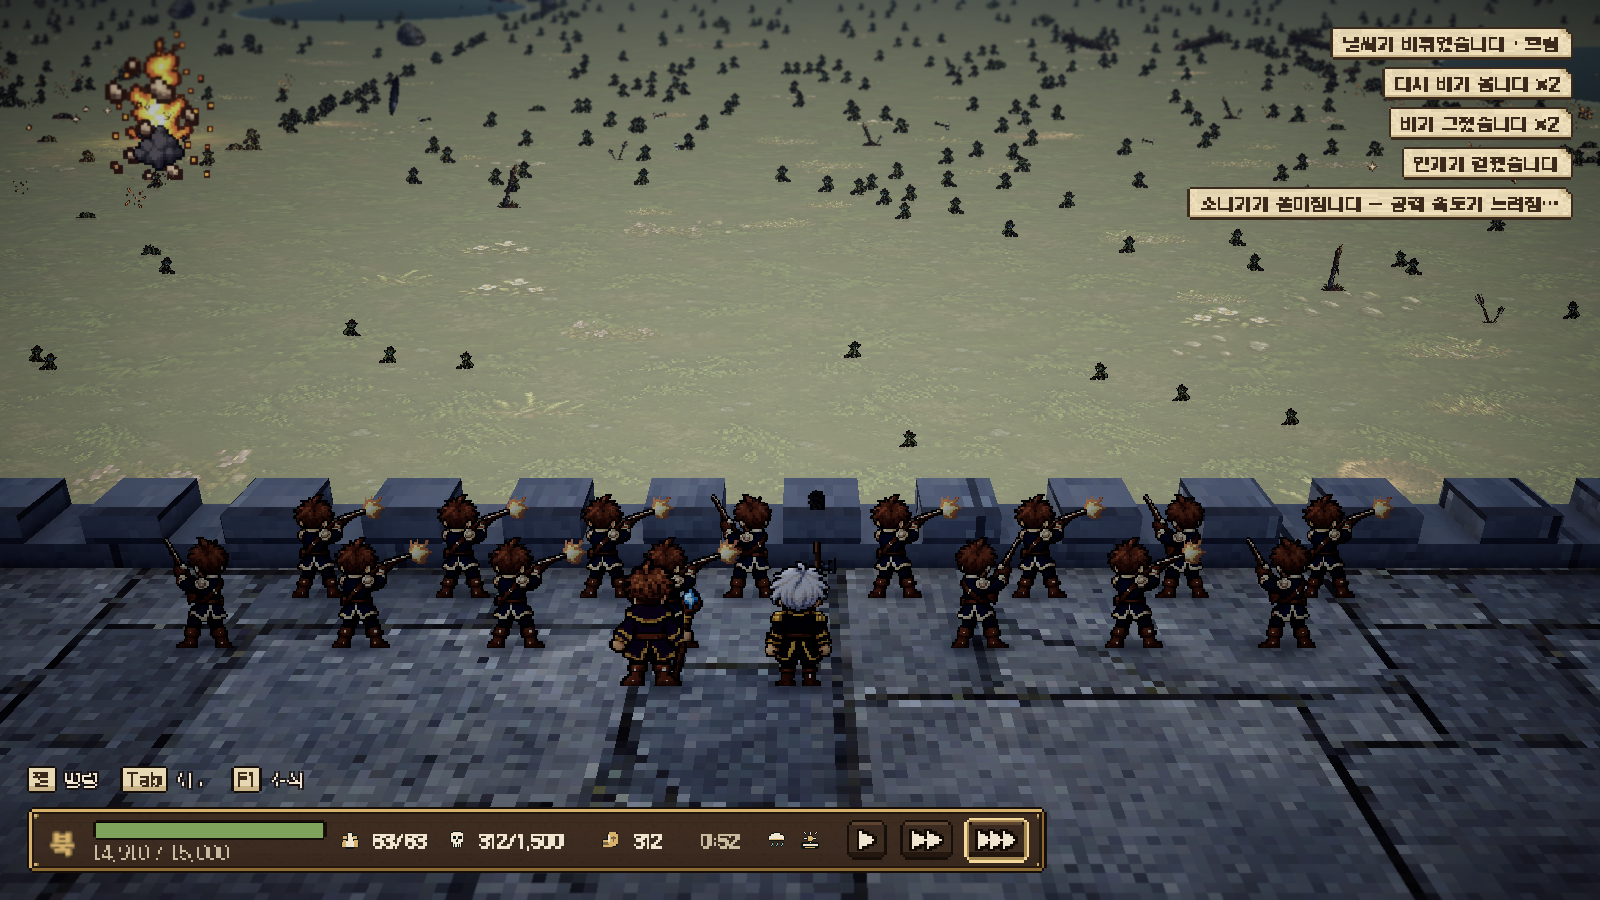 날씨가 바뀌었습니다 · 흐림
다시 비가 옵니다 ×2
비가 그쳤습니다 ×2
안개가 걷혔습니다
소나기가 쏟아집니다 — 공격 속도가 느려짐…
휠 Tab F1
북
14,910 / 15,000
63/63
312/1,500
312
0:52